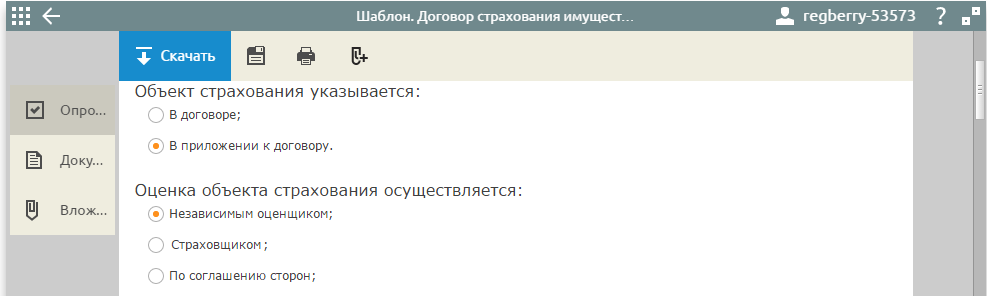 Шаблон. Договор страхования имущест...
regberry-53573 ?
Скачать
Опро...
Доку...
Влож...
Объект страхования указывается:
В договоре;
В приложении к договору.
Оценка объекта страхования осуществляется:
Независимым оценщиком;
Страховщиком;
По соглашению сторон;